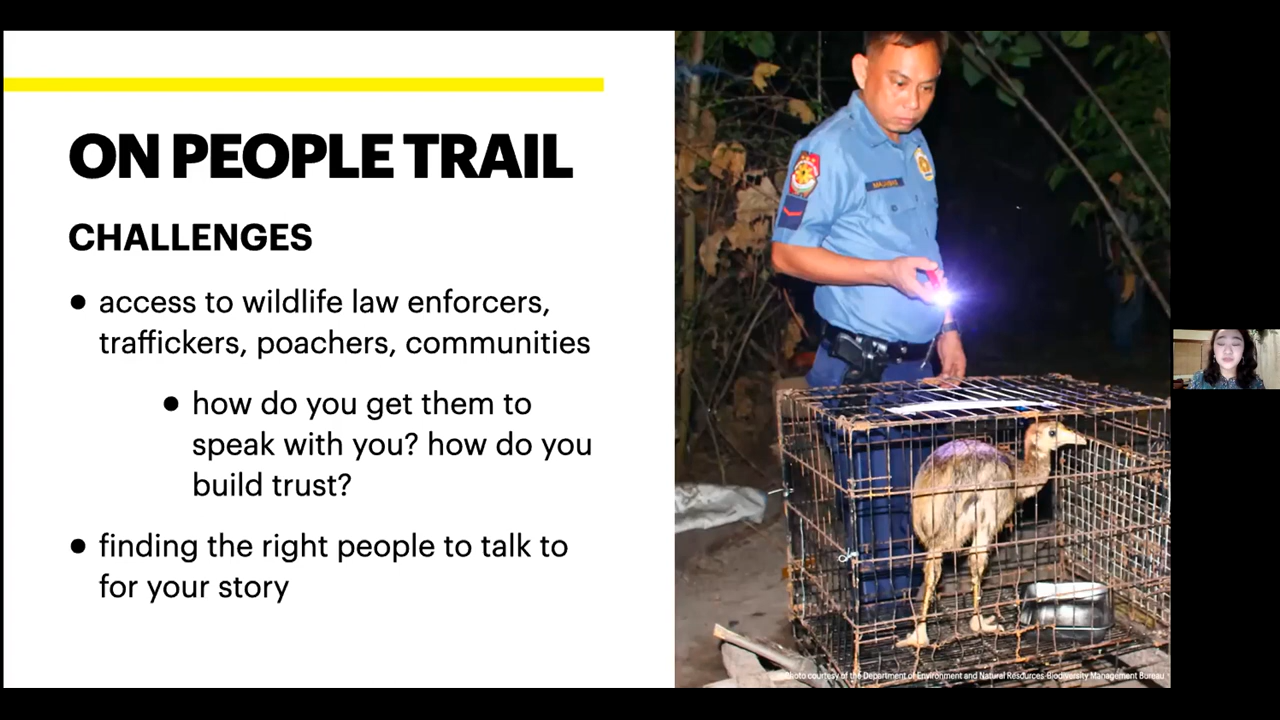 ON PEOPLE TRAIL
CHALLENGES
• access to wildlife law enforcers,
traffickers, poachers, communities
• how do you get them to
speak with you? how do you
build trust?
• finding the right people to talk to
for your story
Photo courtesy of the Department of Environment and Natural Resources-Biodiversity Management Bureau